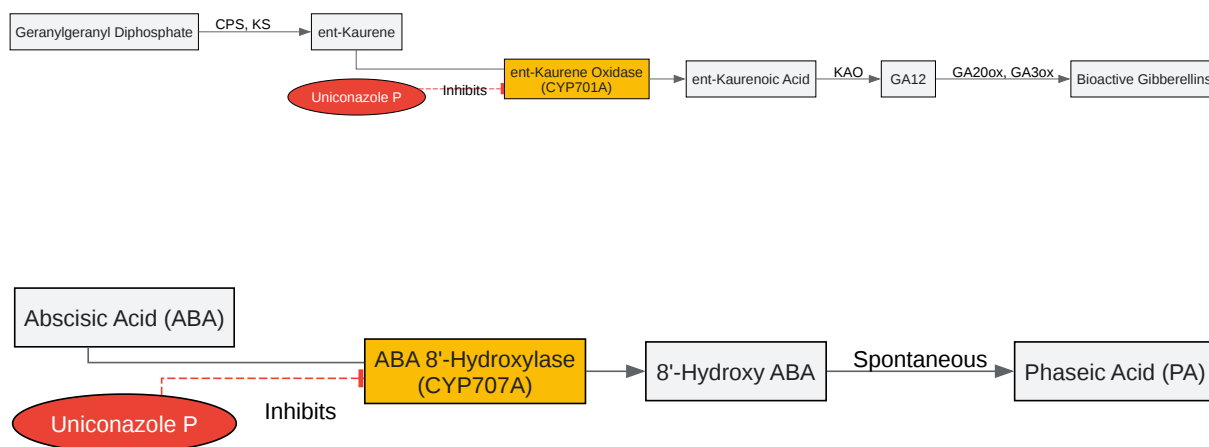 Geranylgeranyl Diphosphate
CPS, KS
ent-Kaurene
ent-Kaurene Oxidase
(CYP701A)
ent-Kaurenoic Acid
KAO
GA12
GA20ox, GA3ox
Bioactive Gibberellins
Uniconazole P
Inhibits
Abscisic Acid (ABA)
ABA 8'-Hydroxylase
(CYP707A)
8'-Hydroxy ABA
Spontaneous
Phaseic Acid (PA)
Uniconazole P
Inhibits